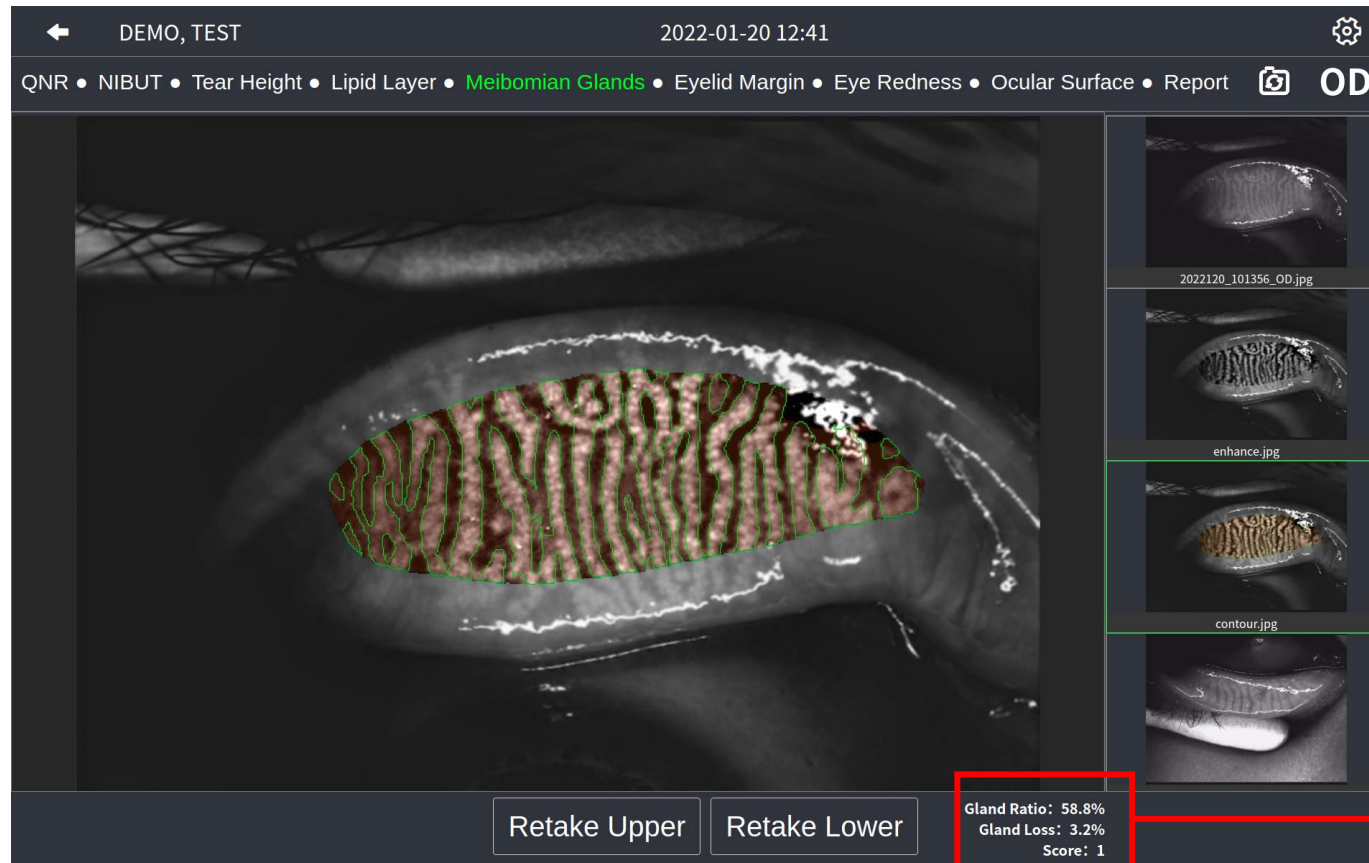 DEMO, TEST
2022-01-20 12:41
QNR ● NIBUT ● Tear Height ● Lipid Layer ● Meibomian Glands ● Eyelid Margin ● Eye Redness ● Ocular Surface ● Report OD
2022120_101356_OD.jpg
enhance.jpg
contour.jpg
Retake Upper
Retake Lower
Gland Ratio: 58.8%
Gland Loss: 3.2%
Score: 1